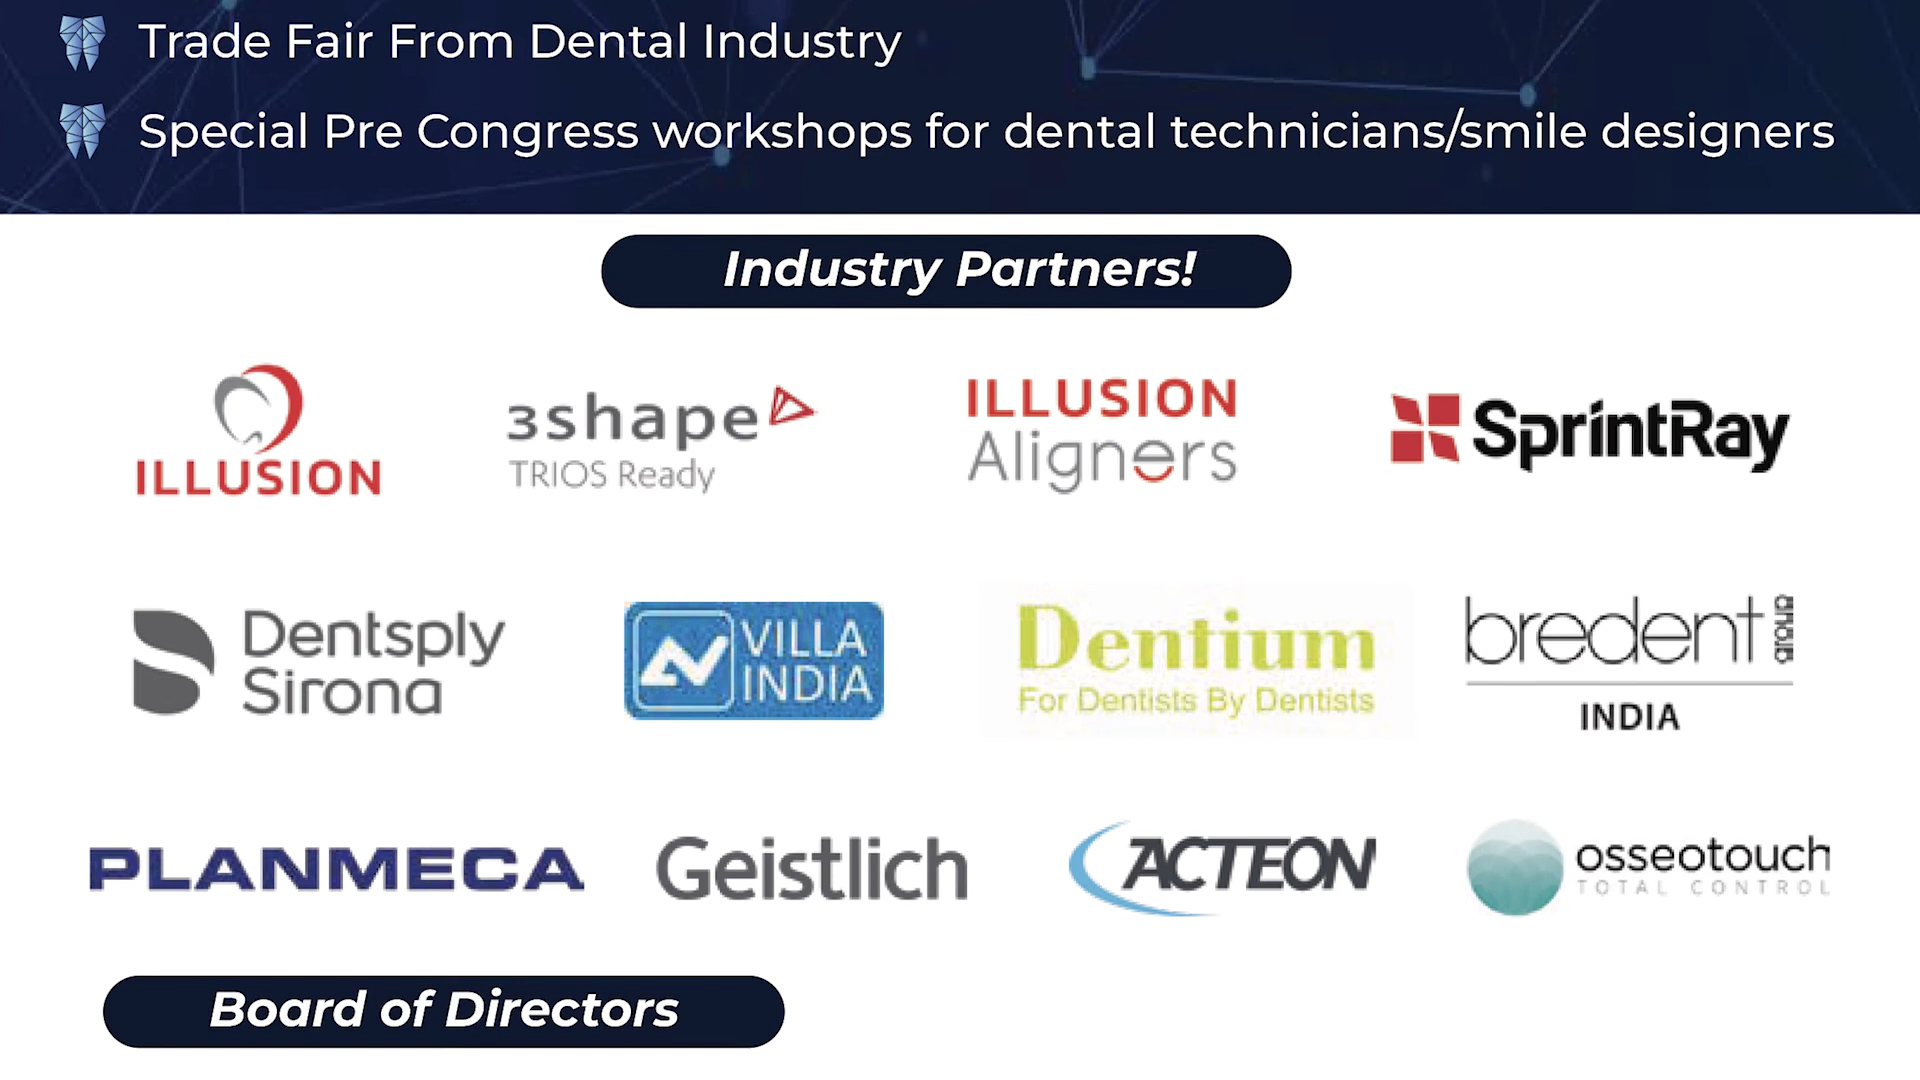 Trade Fair From Dental Industry
Special Pre Congress workshops for dental technicians/smile designers
Industry Partners!
ILLUSION
3shape
TRIOS Ready
ILLUSION
Aligners
SprintRay
Dentsply
Sirona
VILLA
INDIA
Dentium
For Dentists By Dentists
bredent group
INDIA
PLANMECA
Geistlich
ACTEON
osseotouch
TOTAL CONTROL
Board of Directors